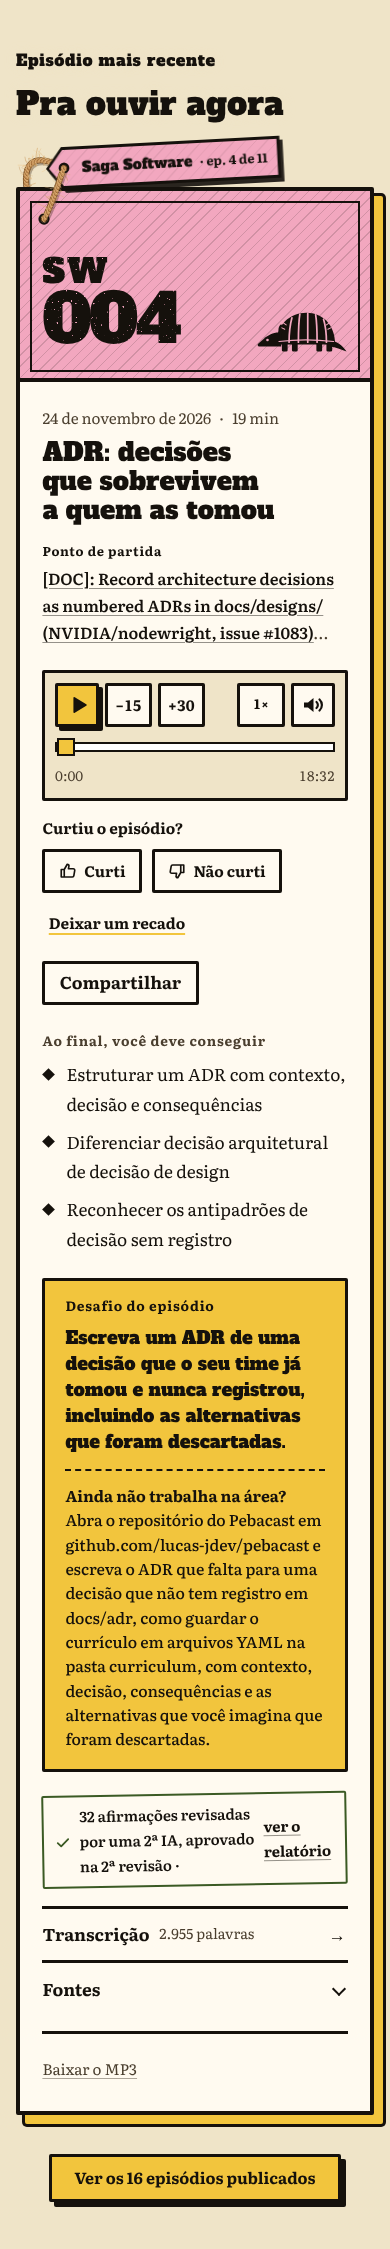 Episódio mais recente
Pra ouvir agora
Saga Software · ep. 4 de 11
SW
004
24 de novembro de 2026 · 19 min
ADR: decisões
que sobrevivem
a quem as tomou
Ponto de partida
[DOC]: Record architecture decisions
as numbered ADRs in docs/designs/
(NVIDIA/nodewright, issue #1083)...
−15
+30
1×
0:00
18:32
Curtiu o episódio?
Curti
Não curti
Deixar um recado
Compartilhar
Ao final, você deve conseguir
Estruturar um ADR com contexto,
decisão e consequências
Diferenciar decisão arquitetural
de decisão de design
Reconhecer os antipadrões de
decisão sem registro
Desafio do episódio
Escreva um ADR de uma
decisão que o seu time já
tomou e nunca registrou,
incluindo as alternativas
que foram descartadas.
Ainda não trabalha na área?
Abra o repositório do Pebacast em
github.com/lucas-jdev/pebacast e
escreva o ADR que falta para uma
decisão que não tem registro em
docs/adr, como guardar o
currículo em arquivos YAML na
pasta curriculum, com contexto,
decisão, consequências e as
alternativas que você imagina que
foram descartadas.
32 afirmações revisadas
por uma 2ª IA, aprovado
na 2ª revisão ·
ver o
relatório
Transcrição 2.955 palavras →
Fontes
Baixar o MP3
Ver os 16 episódios publicados